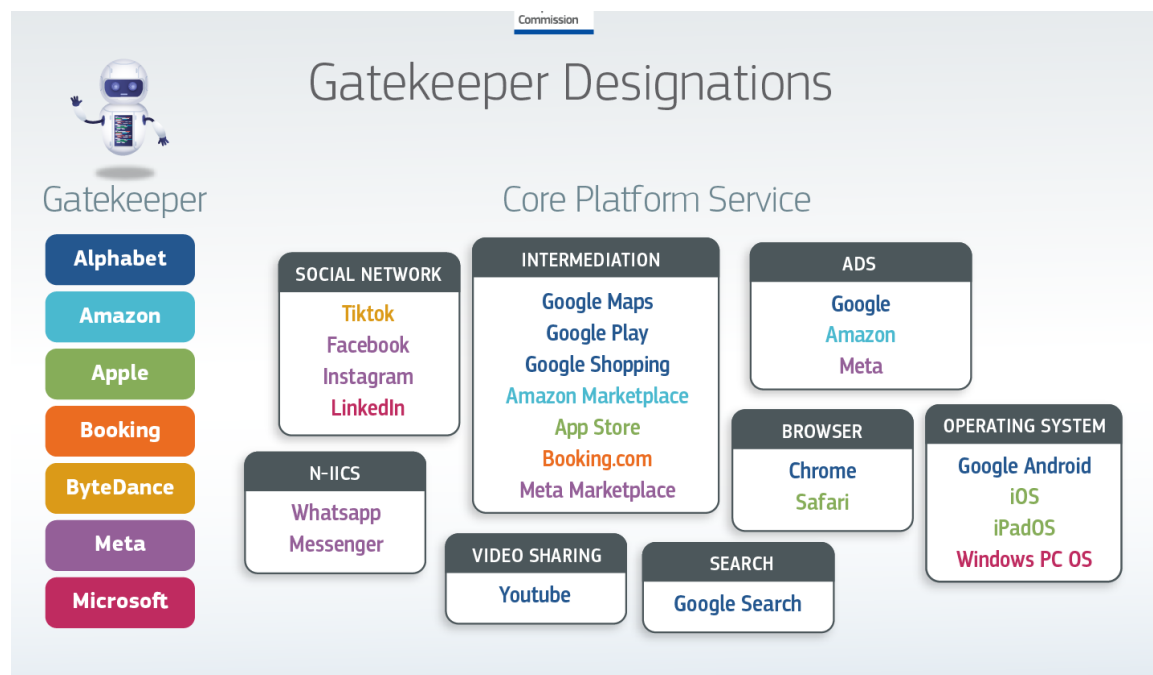 Commission
Gatekeeper Designations
Gatekeeper
Core Platform Service
Alphabet
Amazon
Apple
Booking
ByteDance
Meta
Microsoft
SOCIAL NETWORK
Tiktok
Facebook
Instagram
LinkedIn
N-IICS
Whatsapp
Messenger
INTERMEDIATION
Google Maps
Google Play
Google Shopping
Amazon Marketplace
App Store
Booking.com
Meta Marketplace
VIDEO SHARING
Youtube
SEARCH
Google Search
ADS
Google
Amazon
Meta
BROWSER
Chrome
Safari
OPERATING SYSTEM
Google Android
iOS
iPadOS
Windows PC OS